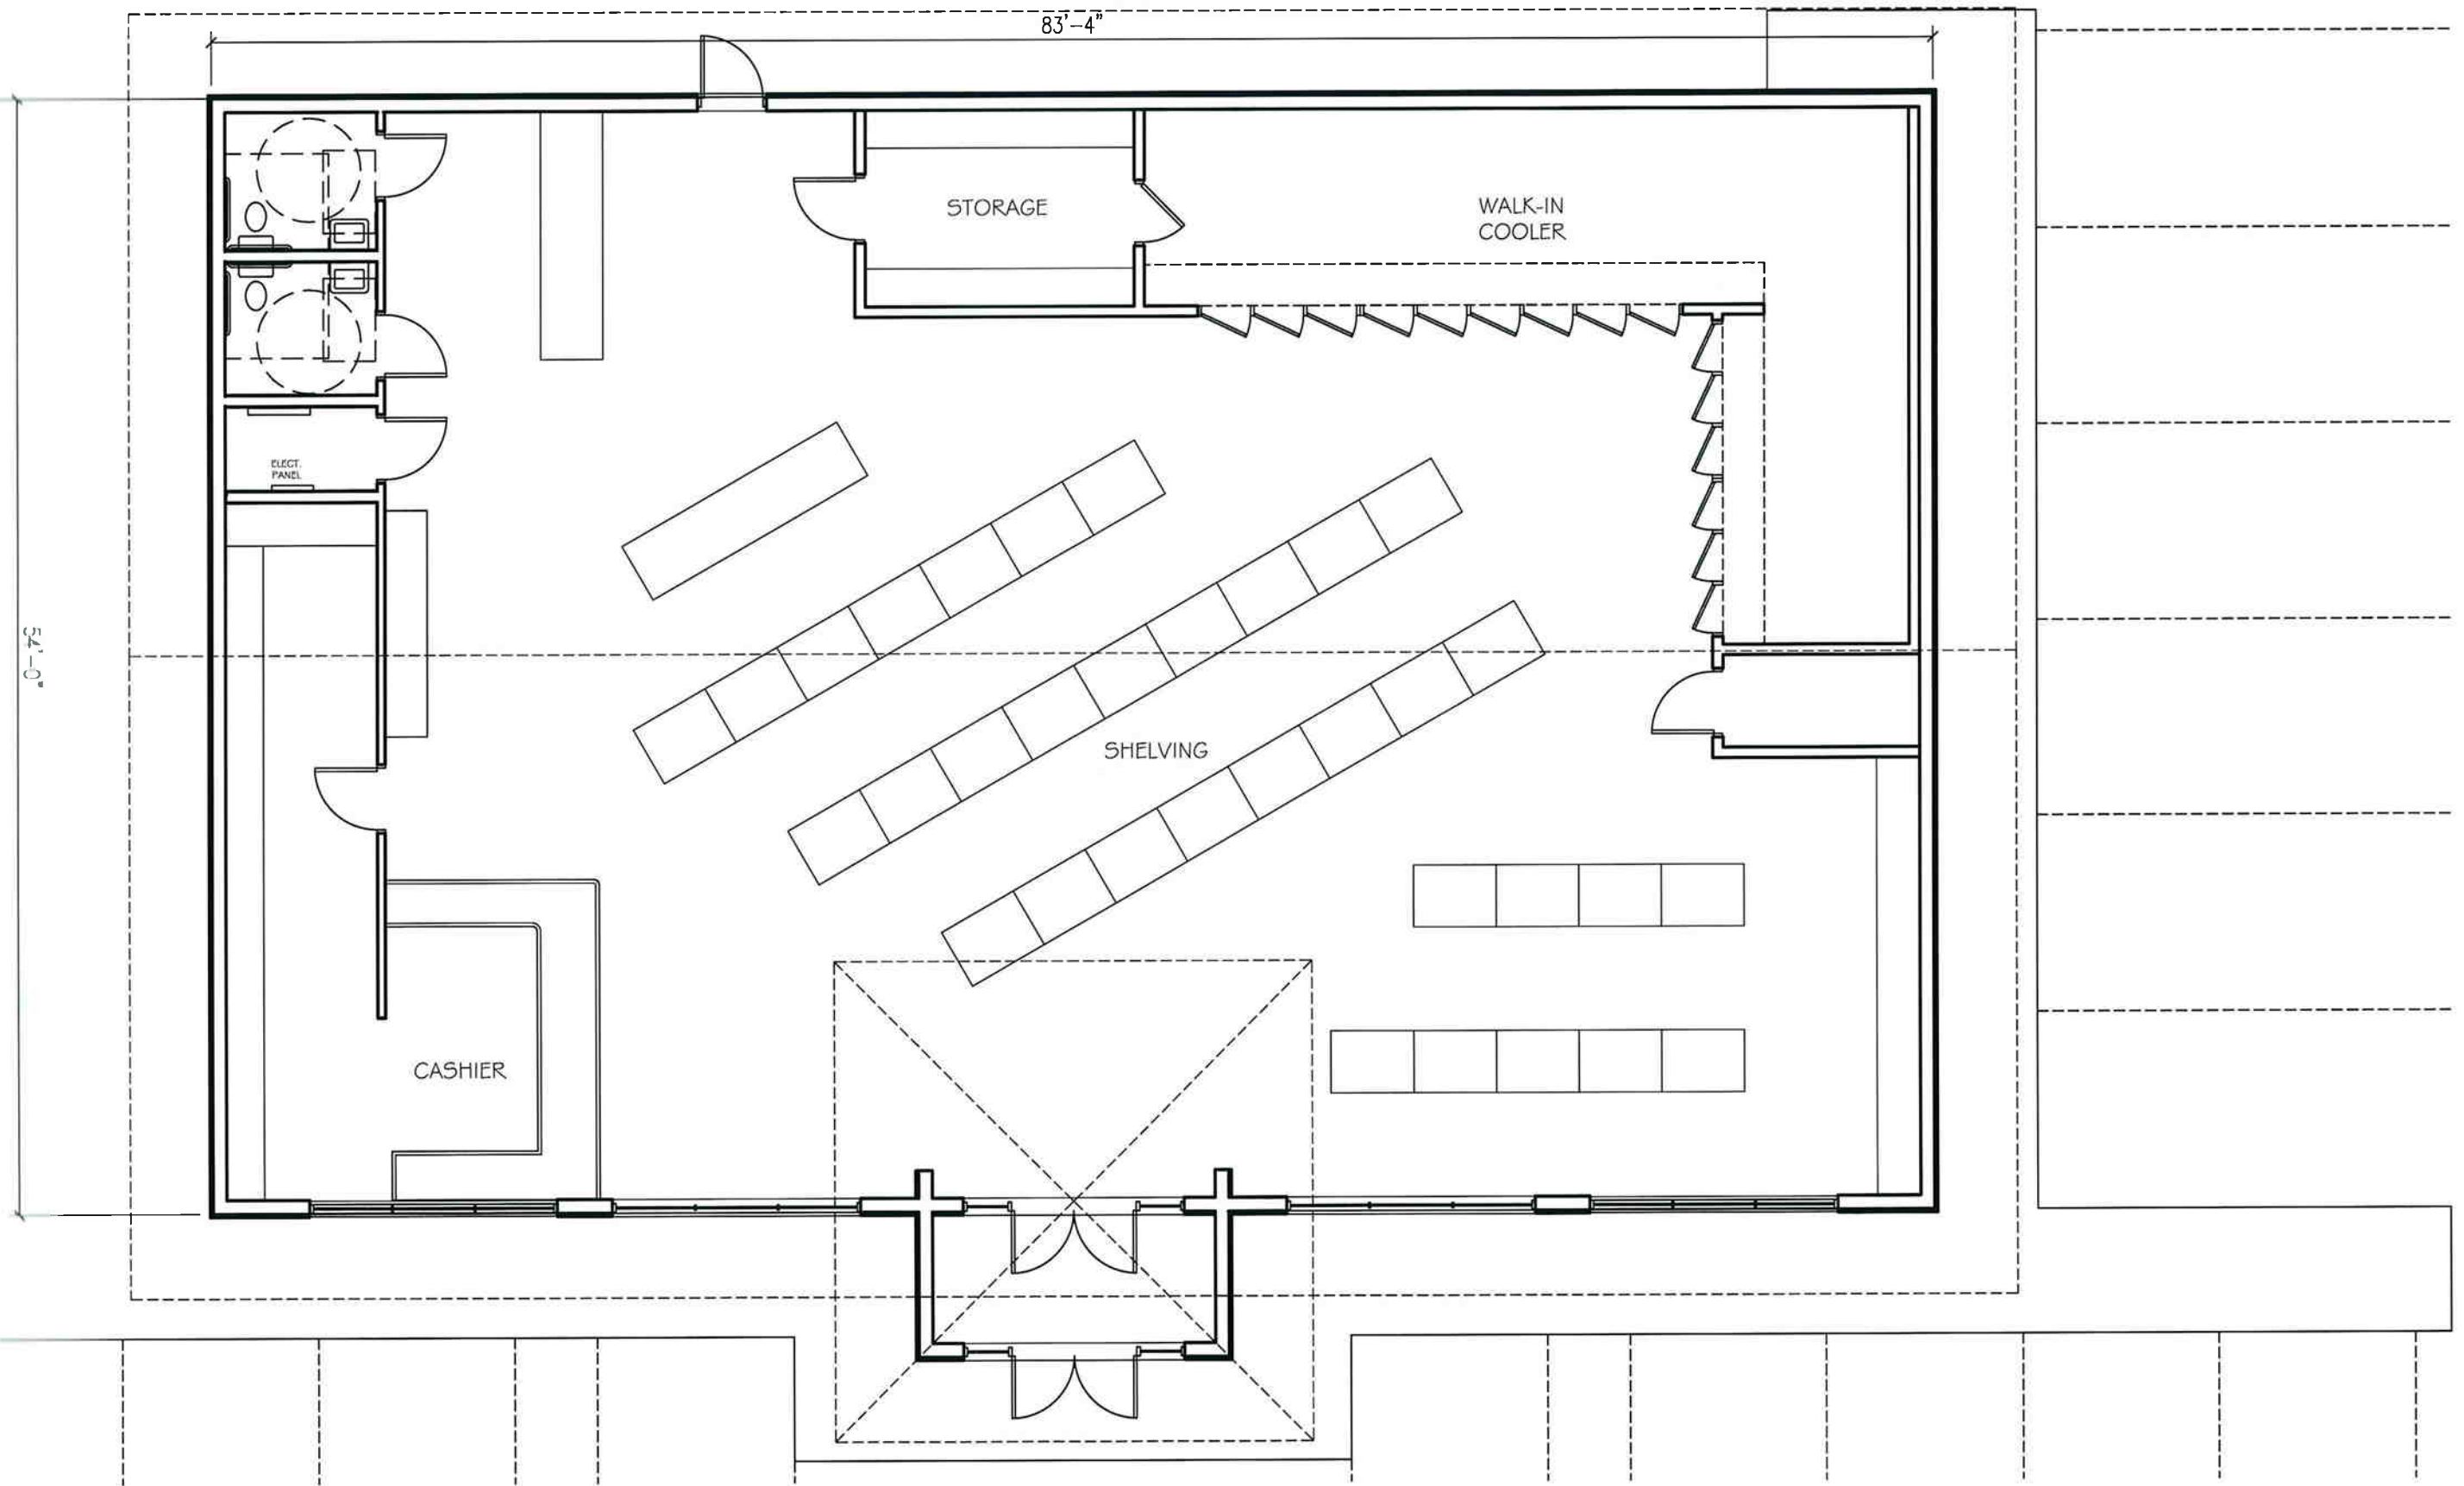 83'-4"
STORAGE
WALK-IN
COOLER
ELECT.
PANEL
54'-0"
SHELVING
CASHIER